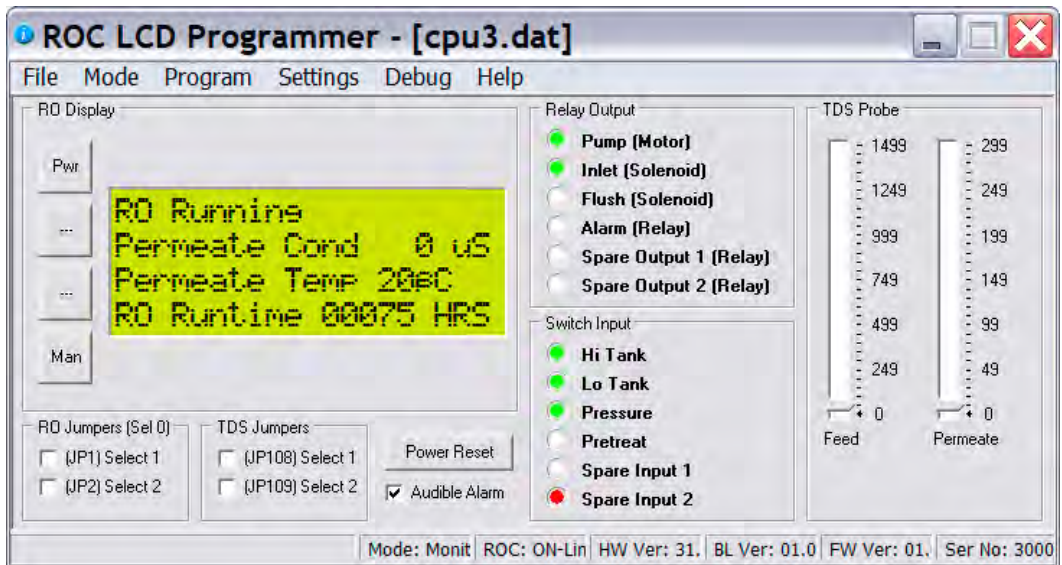 ROC LCD Programmer - [cpu3.dat]
File Mode Program Settings Debug Help
RO Display
Pwr
...
...
Man
RO Running
Permeate Cond 0 uS
Permeate Temp 20°C
RO Runtime 00075 HRS
RO Jumpers (Sel 0)
(JP1) Select 1
(JP2) Select 2
TDS Jumpers
(JP108) Select 1
(JP109) Select 2
Power Reset
Audible Alarm
Relay Output
Pump (Motor)
Inlet (Solenoid)
Flush (Solenoid)
Alarm (Relay)
Spare Output 1 (Relay)
Spare Output 2 (Relay)
Switch Input
Hi Tank
Lo Tank
Pressure
Pretreat
Spare Input 1
Spare Input 2
TDS Probe
1499
1249
999
749
499
249
0
Feed
299
249
199
149
99
49
0
Permeate
Mode: Monit ROC: ON-Lin HW Ver: 31. BL Ver: 01.0 FW Ver: 01. Ser No: 3000